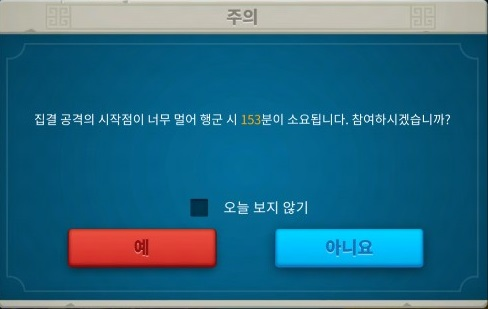 주의
집결 공격의 시작점이 너무 멀어 행군 시 153분이 소요됩니다. 참여하시겠습니까?
오늘 보지 않기
예
아니요